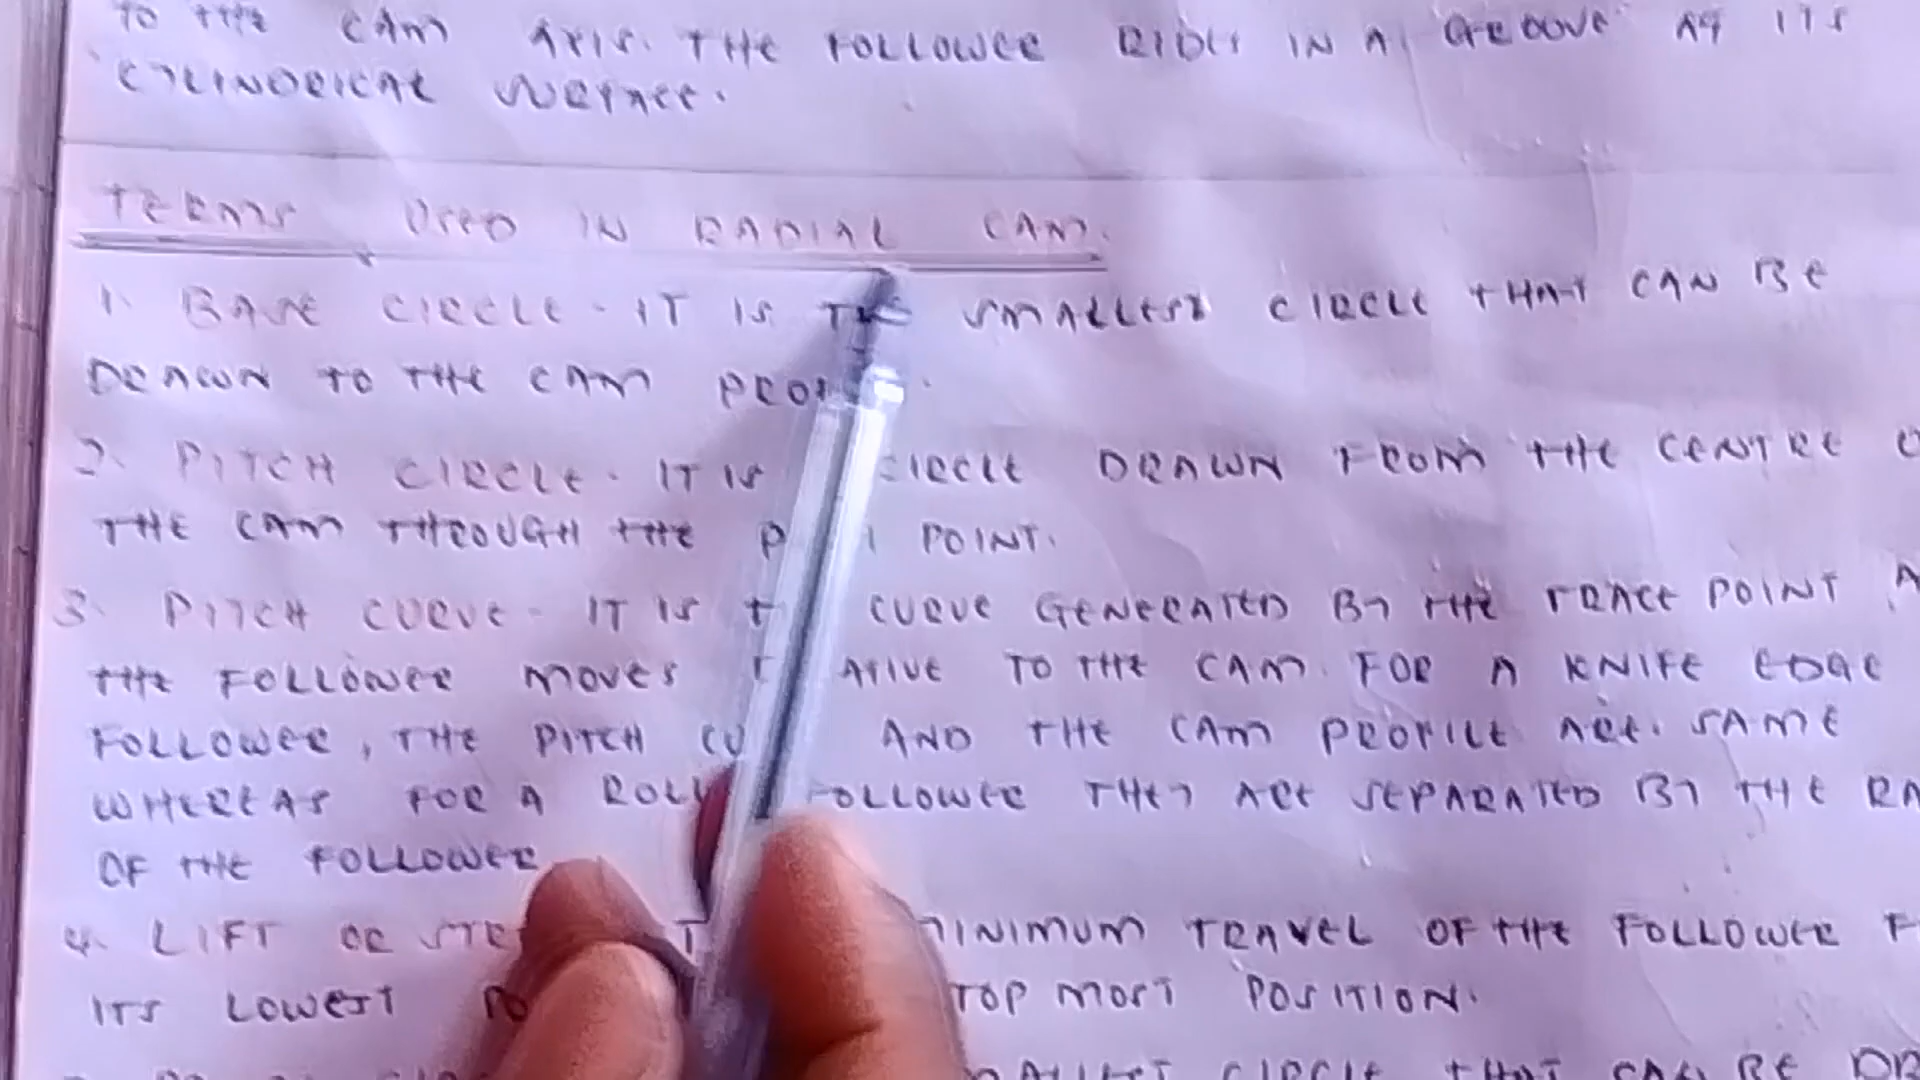 TO THE CAM AXIS. THE FOLLOWER RIDES IN A GROOVE AT ITS
CYLINDRICAL SURFACE.
TERMS USED IN RADIAL CAM.
1. BASE CIRCLE - IT IS THE SMALLEST CIRCLE THAT CAN BE
DRAWN TO THE CAM
2. PITCH CIRCLE. IT IS CIRCLE DRAWN FROM THE CENTRE
THE CAM THROUGH THE POINT.
3. PITCH CURVE - IT IS CURVE GENERATED BY THE TRACE POINT
THE FOLLOWER MOVES TO THE CAM. FOR A KNIFE EDGE
FOLLOWER, THE PITCH AND THE CAM PROFILE ARE SAME
WHEREAS FOR A FOLLOWER THEY ARE SEPARATED BY THE
OF THE FOLLOWER
4. LIFT OR MINIMUM TRAVEL OF THE FOLLOWER
ITS LOWEST TOP MOST POSITION.
CIRCLE THAT CAN BE